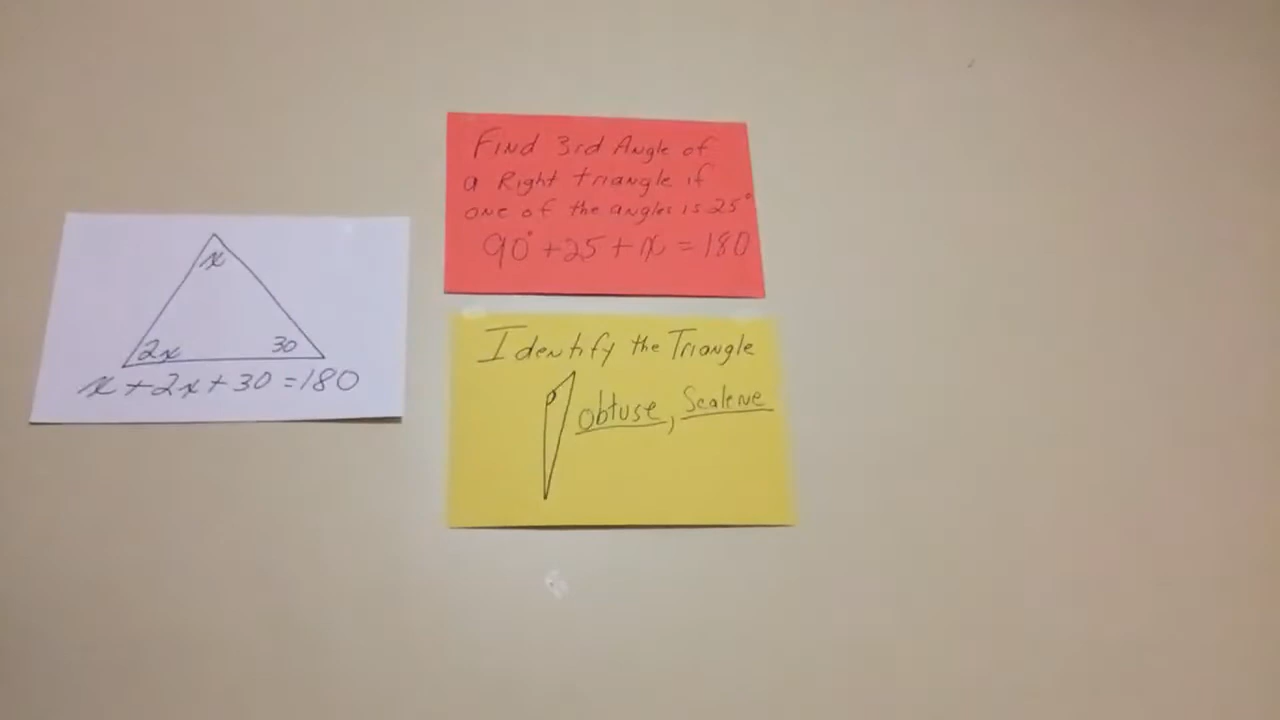 x
2x
30
x+2x+30=180
Find 3rd Angle of
a Right triangle if
one of the angles is 25°
90°+25+x=180
Identify the Triangle
obtuse, Scalene